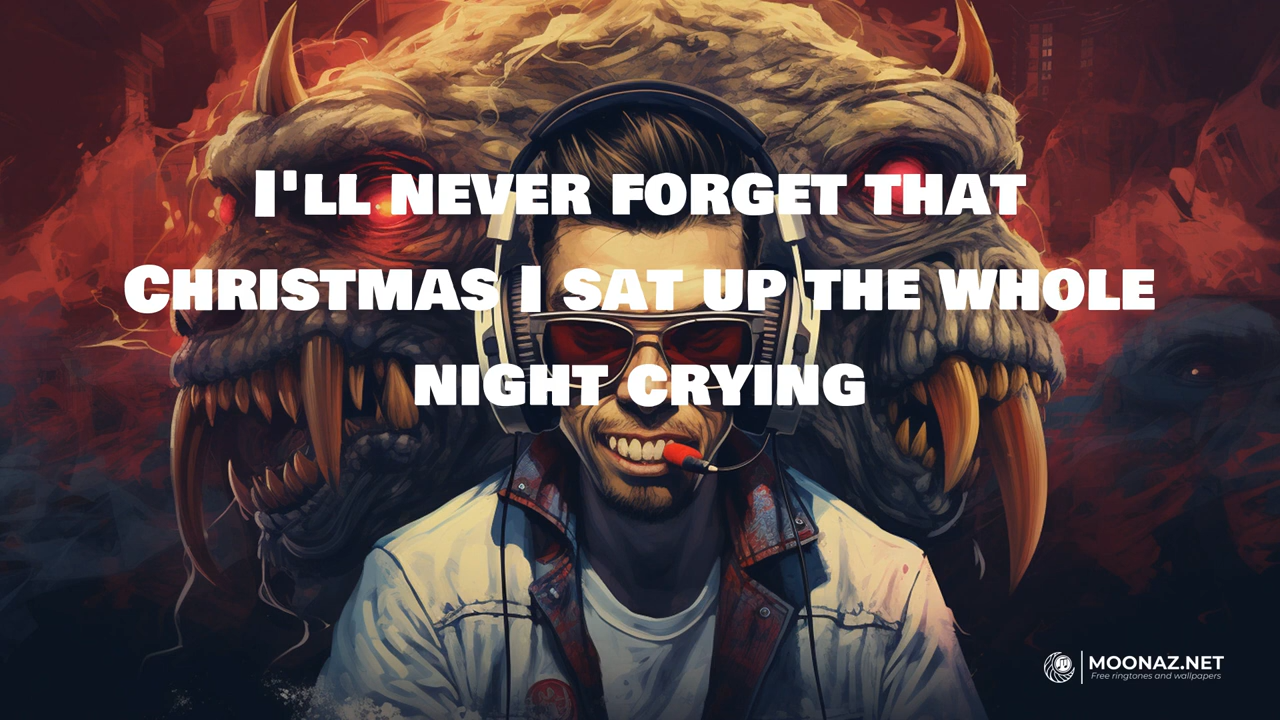 I'll never forget that
Christmas I sat up the whole
night crying
MOONAZ.NET
Free ringtones and wallpapers